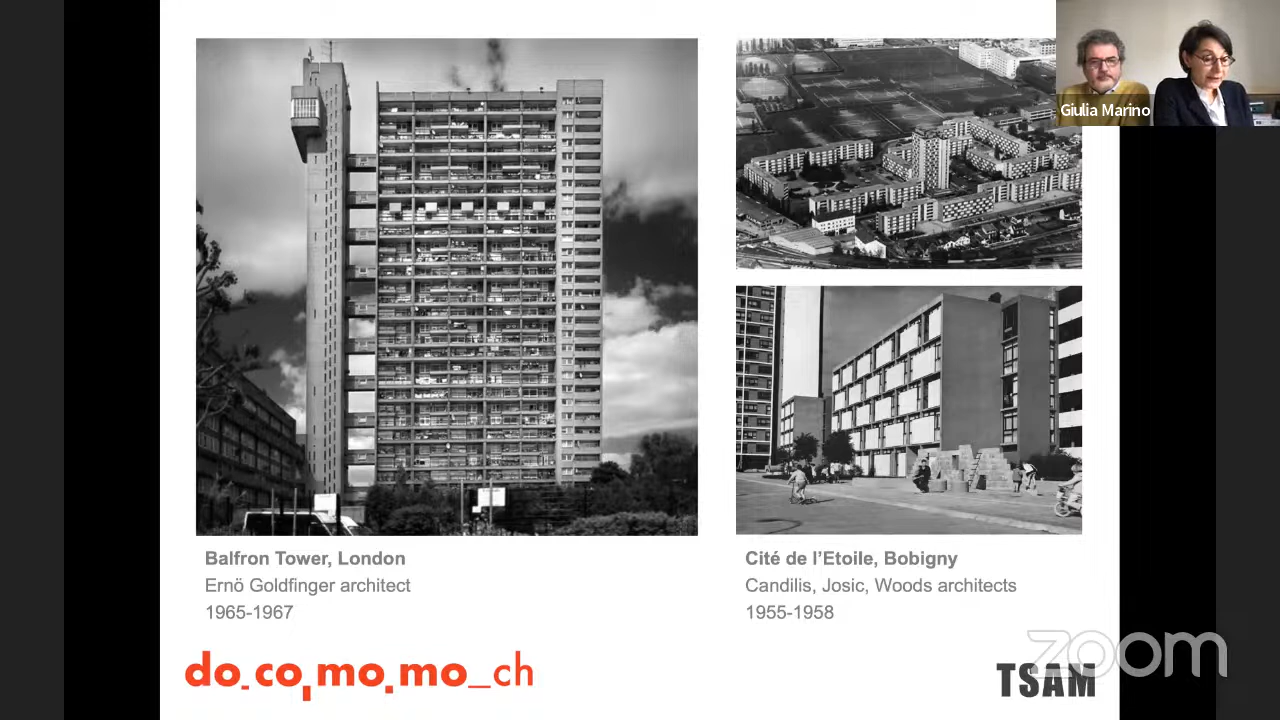 Giulia Marino
Balfron Tower, London
Ernö Goldfinger architect
1965-1967
Cité de l’Etoile, Bobigny
Candilis, Josic, Woods architects
1955-1958
do_co_mo_mo_ch
TSAM
zoom